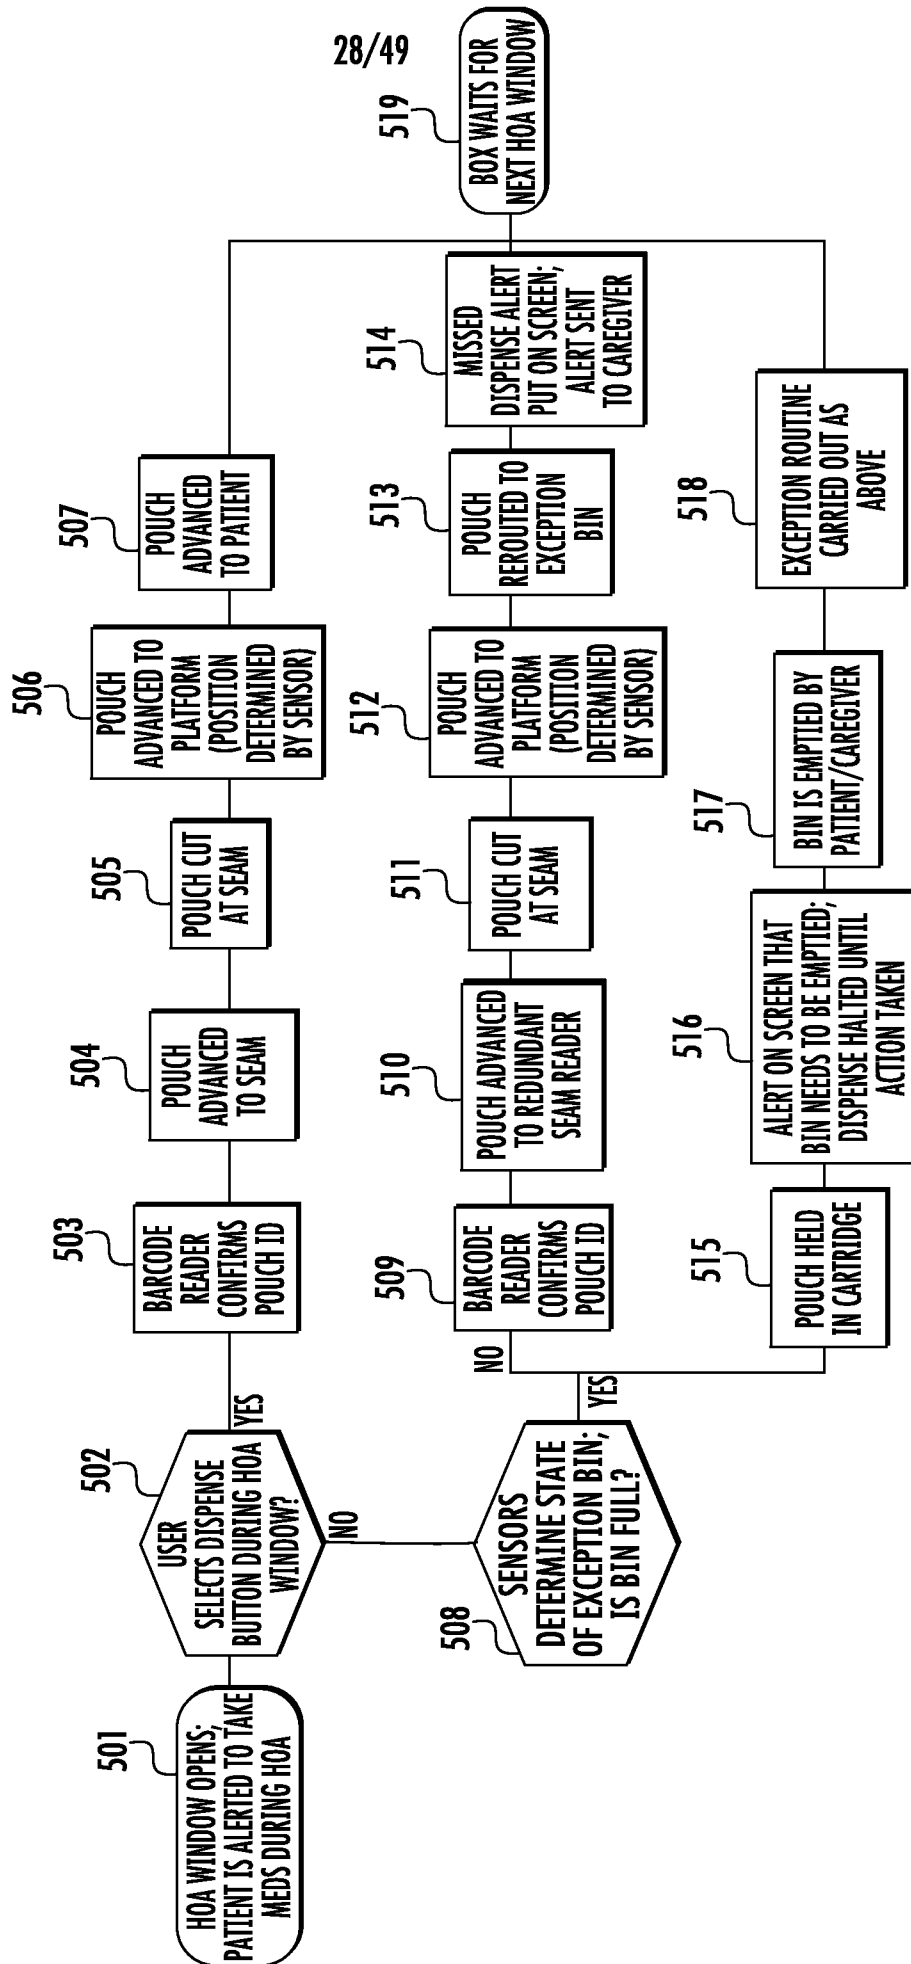 28/49
501
HOA WINDOW OPENS;
PATIENT IS ALERTED TO TAKE
MEDS DURING HOA
502
USER
SELECTS DISPENSE
BUTTON DURING HOA
WINDOW?
YES
NO
503
BARCODE
READER
CONFIRMS
POUCH ID
504
POUCH
ADVANCED
TO SEAM
505
POUCH CUT
AT SEAM
506
POUCH
ADVANCED TO
PLATFORM
(POSITION
DETERMINED
BY SENSOR)
507
POUCH
ADVANCED
TO PATIENT
508
SENSORS
DETERMINE STATE
OF EXCEPTION BIN;
IS BIN FULL?
NO
YES
509
BARCODE
READER
CONFIRMS
POUCH ID
510
POUCH ADVANCED
TO REDUNDANT
SEAM READER
511
POUCH CUT
AT SEAM
512
POUCH
ADVANCED TO
PLATFORM
(POSITION
DETERMINED
BY SENSOR)
513
POUCH
REROUTED TO
EXCEPTION
BIN
514
MISSED
DISPENSE ALERT
PUT ON SCREEN;
ALERT SENT
TO CAREGIVER
515
POUCH HELD
IN CARTRIDGE
516
ALERT ON SCREEN THAT
BIN NEEDS TO BE EMPTIED;
DISPENSE HALTED UNTIL
ACTION TAKEN
517
BIN IS EMPTIED BY
PATIENT/CAREGIVER
518
EXCEPTION ROUTINE
CARRIED OUT AS
ABOVE
519
BOX WAITS FOR
NEXT HOA WINDOW